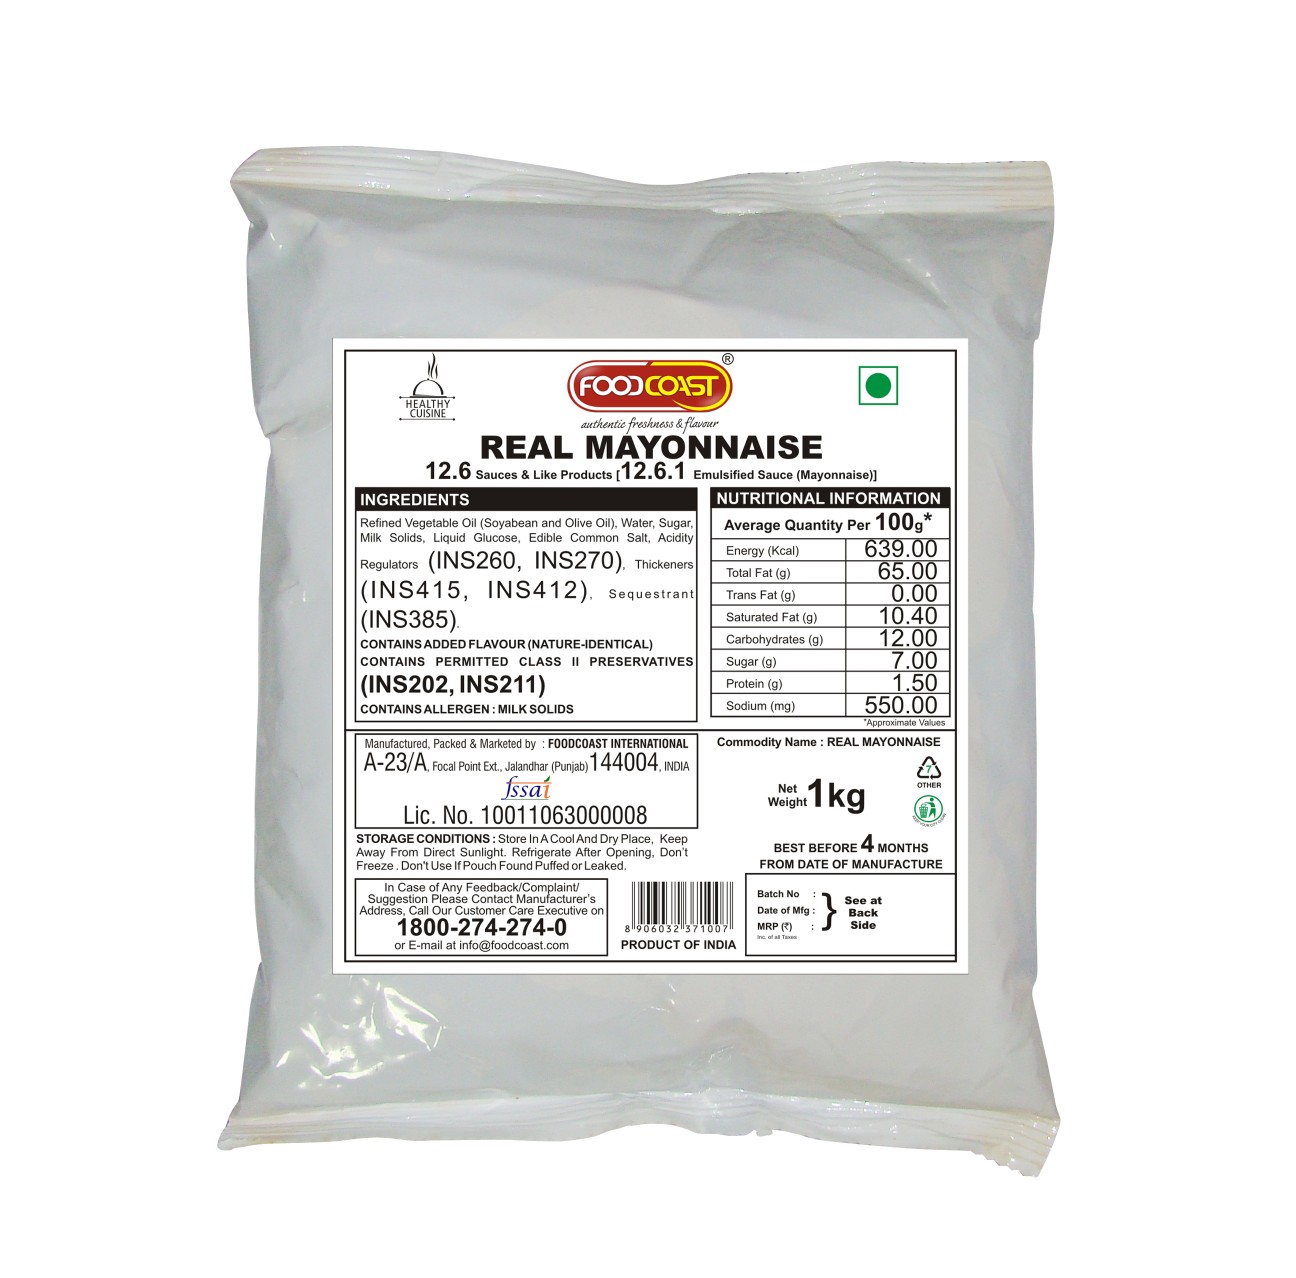 HEALTHY
CUISINE
FOODCOAST®
authentic freshness & flavour
REAL MAYONNAISE
12.6 Sauces & Like Products [12.6.1 Emulsified Sauce (Mayonnaise)]
INGREDIENTS
Refined Vegetable Oil (Soyabean and Olive Oil), Water, Sugar,
Milk Solids, Liquid Glucose, Edible Common Salt, Acidity
Regulators (INS260, INS270), Thickeners
(INS415, INS412), Sequestrant
(INS385).
CONTAINS ADDED FLAVOUR (NATURE-IDENTICAL)
CONTAINS PERMITTED CLASS II PRESERVATIVES
(INS202, INS211)
CONTAINS ALLERGEN : MILK SOLIDS
NUTRITIONAL INFORMATION
Average Quantity Per 100g*
Energy (Kcal) 639.00
Total Fat (g) 65.00
Trans Fat (g) 0.00
Saturated Fat (g) 10.40
Carbohydrates (g) 12.00
Sugar (g) 7.00
Protein (g) 1.50
Sodium (mg) 550.00
*Approximate Values
Manufactured, Packed & Marketed by : FOODCOAST INTERNATIONAL
A-23/A, Focal Point Ext., Jalandhar (Punjab) 144004, INDIA
fssai
Lic. No. 10011063000008
STORAGE CONDITIONS : Store In A Cool And Dry Place, Keep
Away From Direct Sunlight. Refrigerate After Opening, Don't
Freeze . Don't Use If Pouch Found Puffed or Leaked.
In Case of Any Feedback/Complaint/
Suggestion Please Contact Manufacturer's
Address, Call Our Customer Care Executive on
1800-274-274-0
or E-mail at info@foodcoast.com
8 906032 371007
PRODUCT OF INDIA
Commodity Name : REAL MAYONNAISE
Net
Weight 1kg
7
OTHER
BEST BEFORE 4 MONTHS
FROM DATE OF MANUFACTURE
Batch No :
Date of Mfg :
MRP (₹) :
Inc. of all Taxes
See at
Back
Side